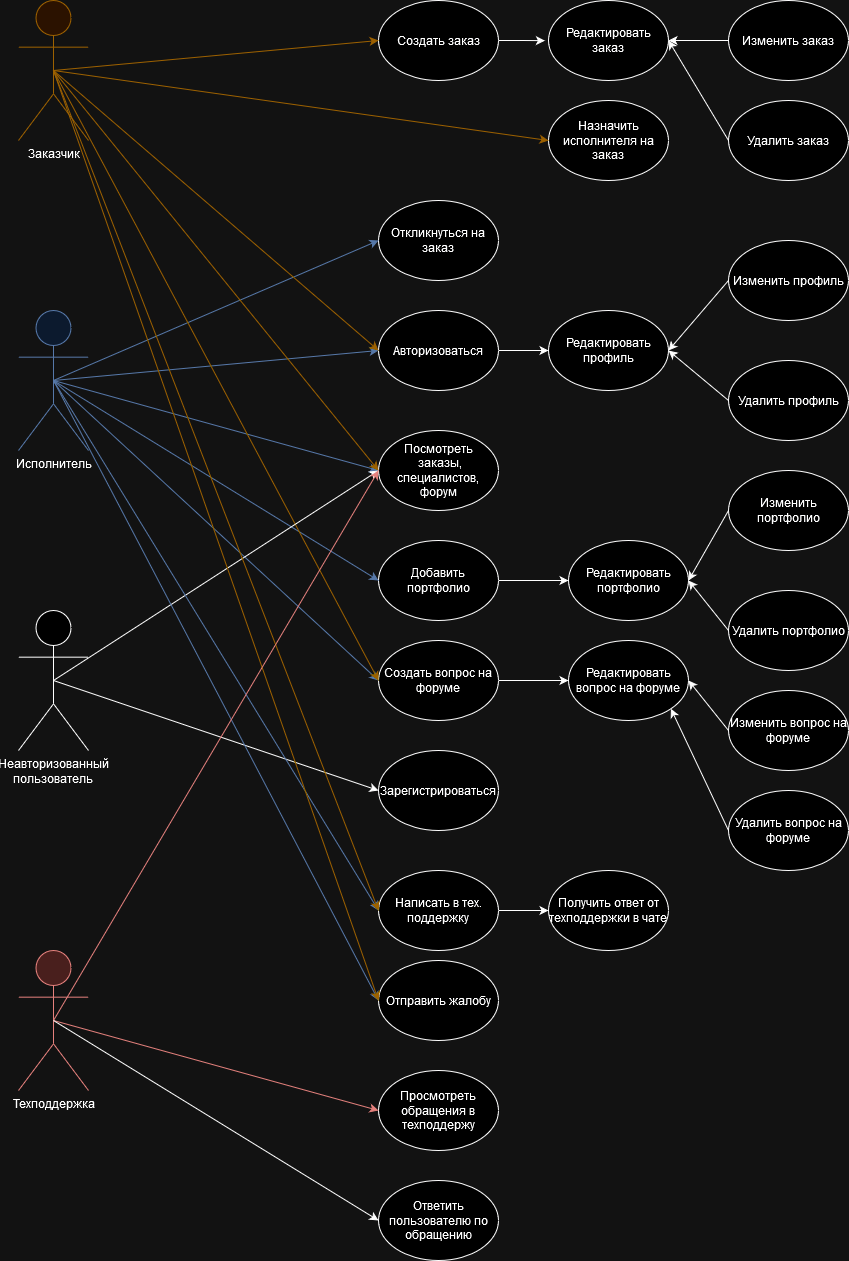 Заказчик
Создать заказ
Редактировать
заказ
Изменить заказ
Назначить
исполнителя на
заказ
Удалить заказ
Откликнуться на
заказ
Исполнитель
Авторизоваться
Редактировать
профиль
Изменить профиль
Удалить профиль
Посмотреть
заказы,
специалистов,
форум
Изменить
портфолио
Добавить
портфолио
Редактировать
портфолио
Удалить портфолио
Неавторизованный
пользователь
Создать вопрос на
форуме
Редактировать
вопрос на форуме
Изменить вопрос на
форуме
Зарегистрироваться
Удалить вопрос на
форуме
Написать в тех.
поддержку
Получить ответ от
техподдержки в чате
Техподдержка
Отправить жалобу
Просмотреть
обращения в
техподдержу
Ответить
пользователю по
обращению